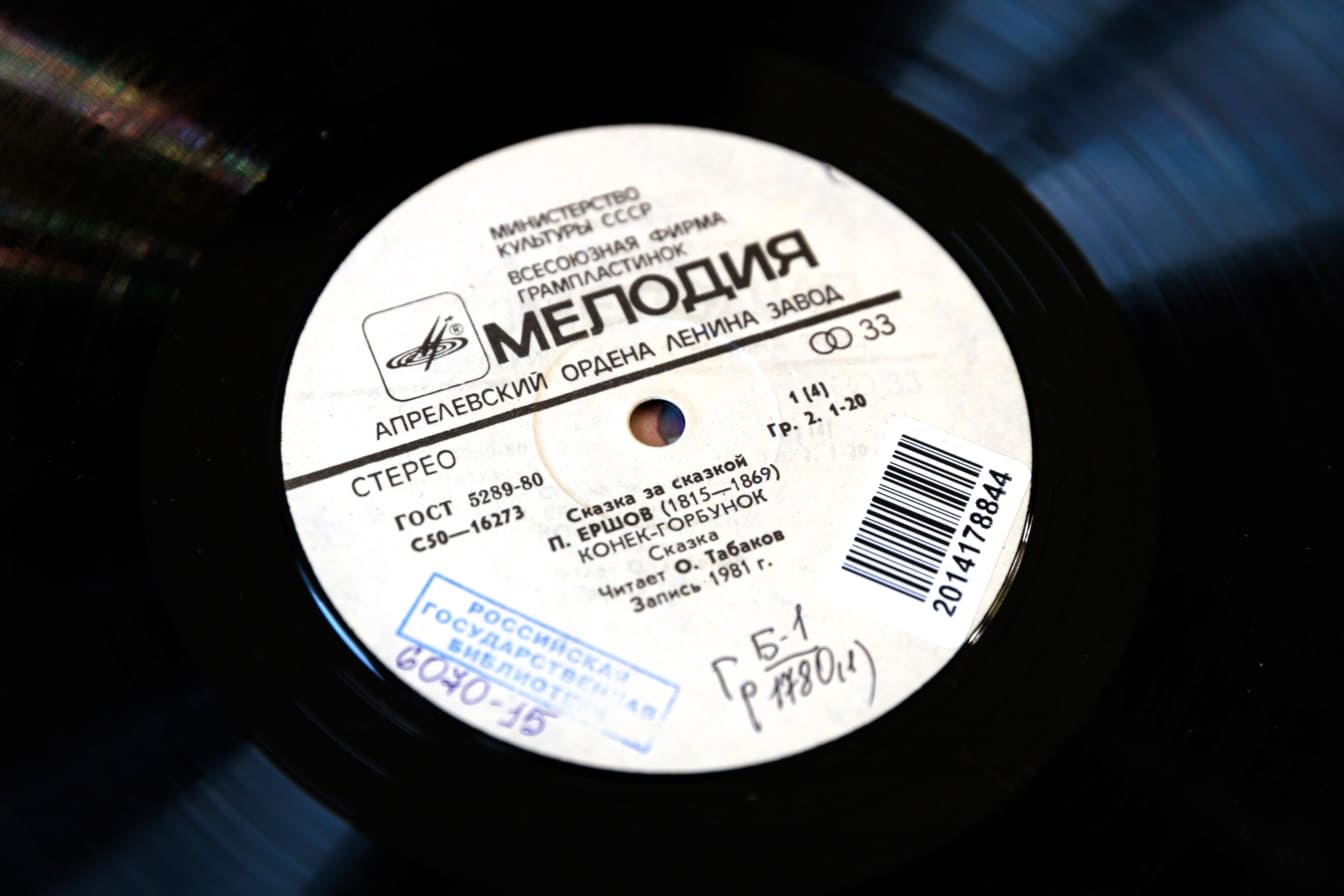 МИНИСТЕРСТВО
КУЛЬТУРЫ СССР
ВСЕСОЮЗНАЯ ФИРМА
ГРАМПЛАСТИНОК
МЕЛОДИЯ
®
АПРЕЛЕВСКИЙ ОРДЕНА ЛЕНИНА ЗАВОД
33
СТЕРЕО
1 (4)
Гр. 2. 1-20
ГОСТ 5289-80
С50—16273
Сказка за сказкой
П. ЕРШОВ (1815—1869)
КОНЕК-ГОРБУНОК
Сказка
Читает О. Табаков
Запись 1981 г.
2014178844
РОССИЙСКАЯ
ГОСУДАРСТВЕННАЯ
6070-15
Гр Б-1
1780(1)